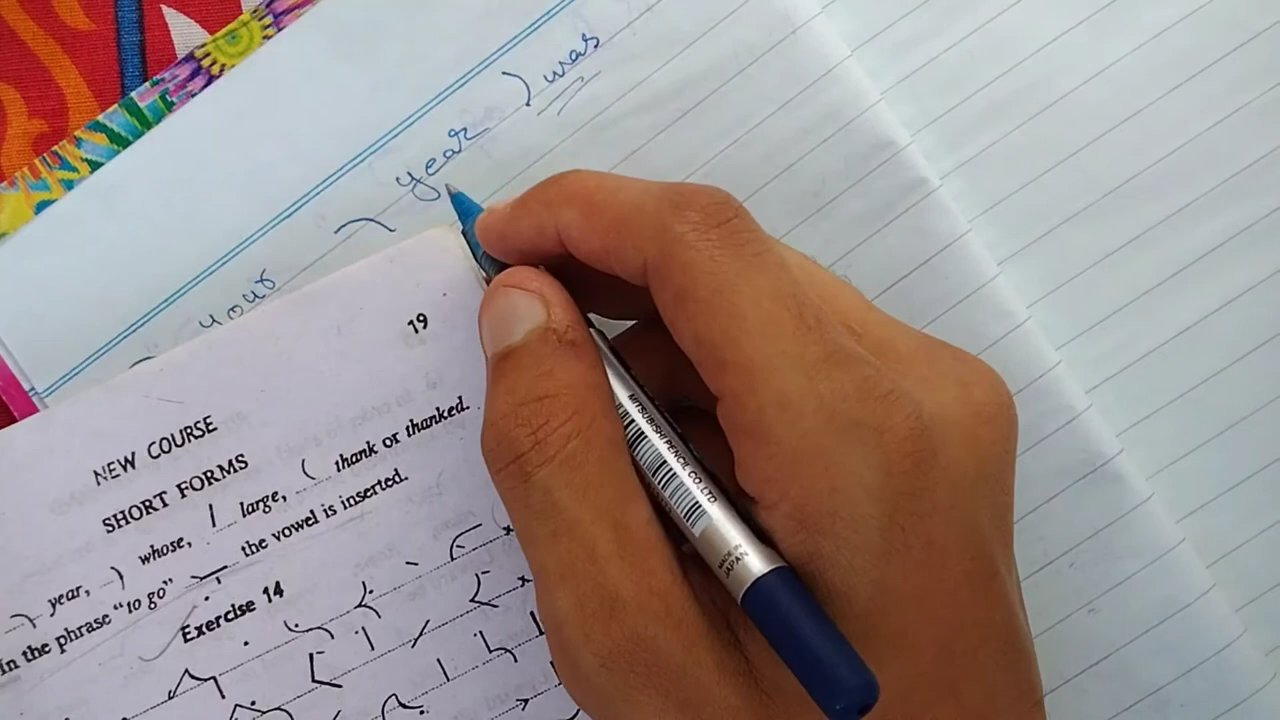 your year was
19
NEW COURSE
SHORT FORMS
year, whose, large, thank or thanked.
in the phrase "to go" the vowel is inserted.
Exercise 14
MITSUBISHI PENCIL CO.,LTD
MADE IN
JAPAN